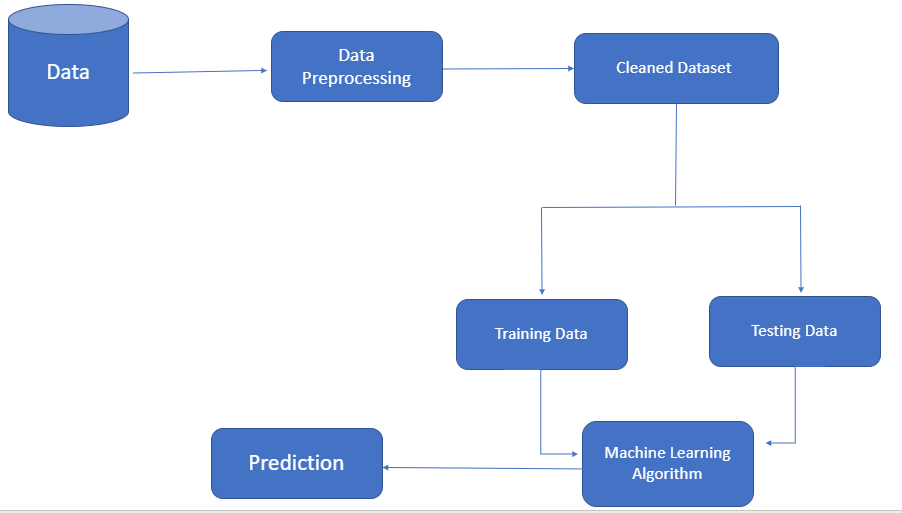 Data
Data
Preprocessing
Cleaned Dataset
Training Data
Testing Data
Prediction
Machine Learning
Algorithm